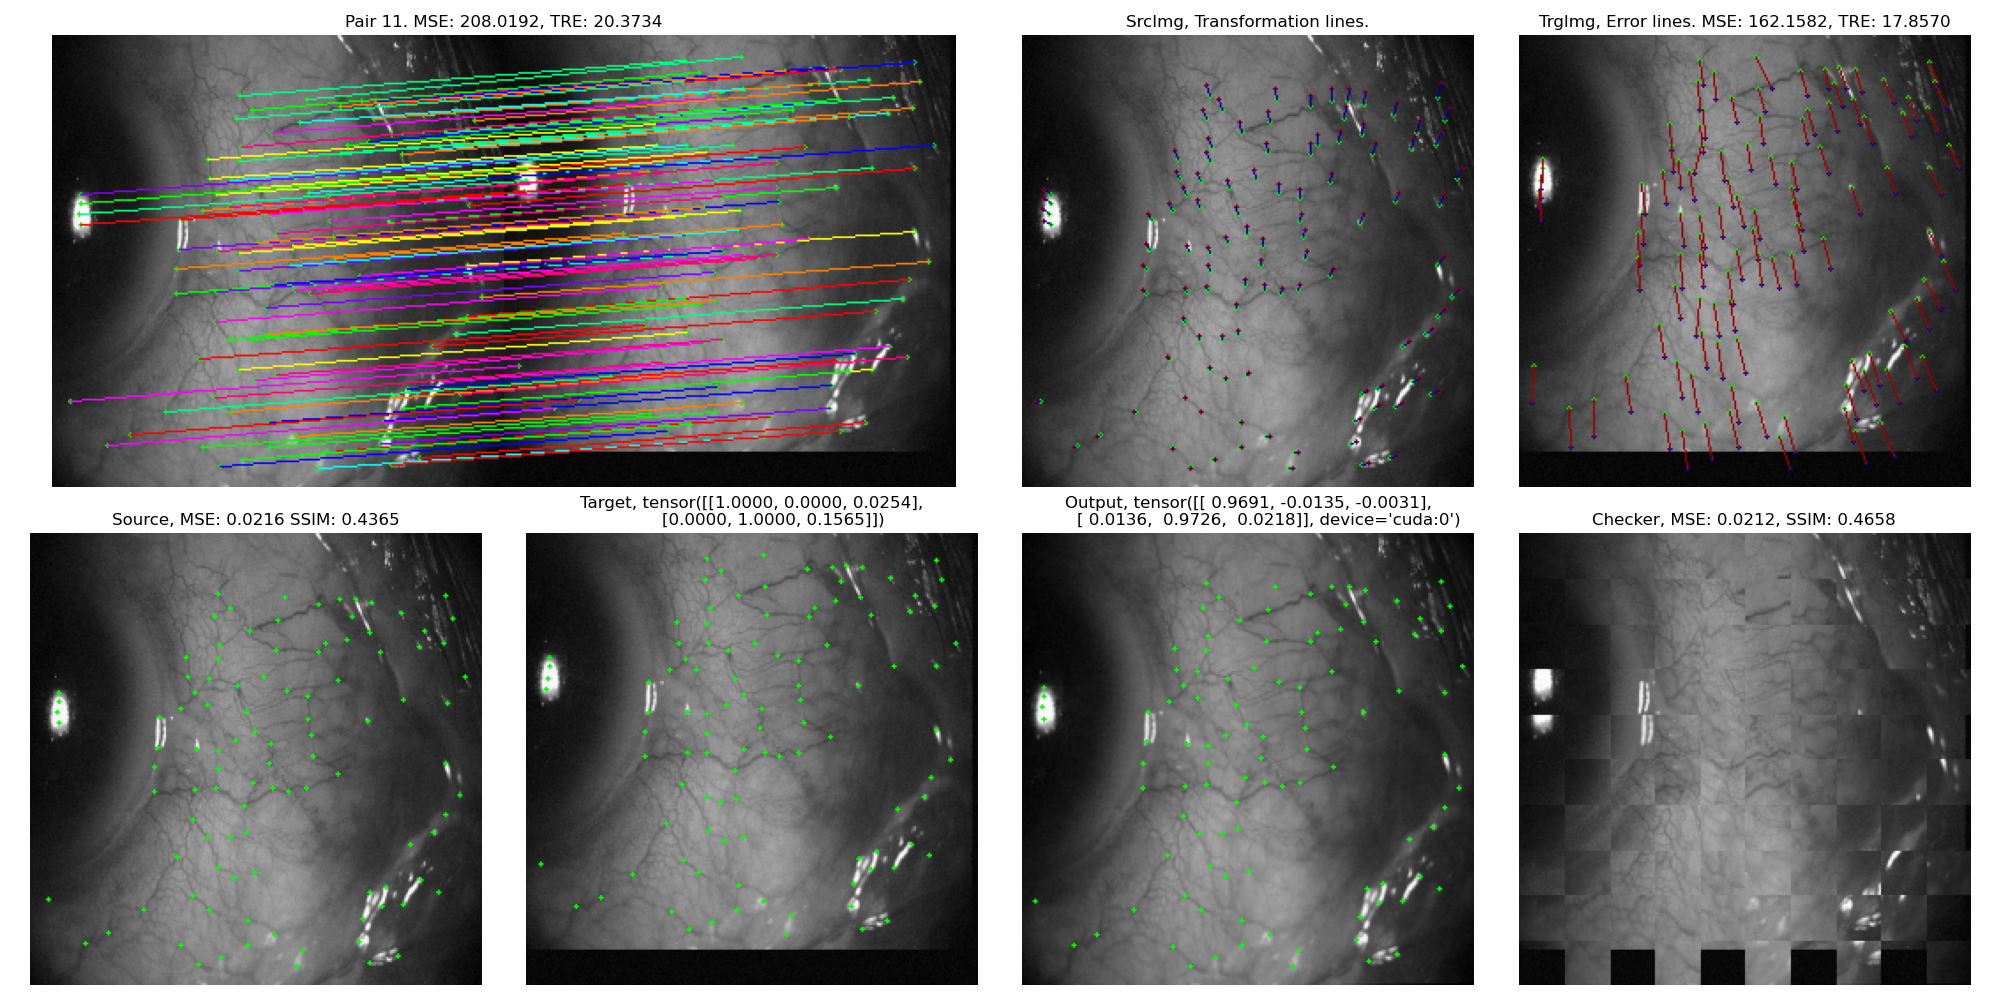 Pair 11. MSE: 208.0192, TRE: 20.3734
SrcImg, Transformation lines.
TrgImg, Error lines. MSE: 162.1582, TRE: 17.8570
Source, MSE: 0.0216 SSIM: 0.4365
Target, tensor([[1.0000, 0.0000, 0.0254],
[0.0000, 1.0000, 0.1565]])
Output, tensor([[ 0.9691, -0.0135, -0.0031],
[ 0.0136,  0.9726,  0.0218]], device='cuda:0')
Checker, MSE: 0.0212, SSIM: 0.4658